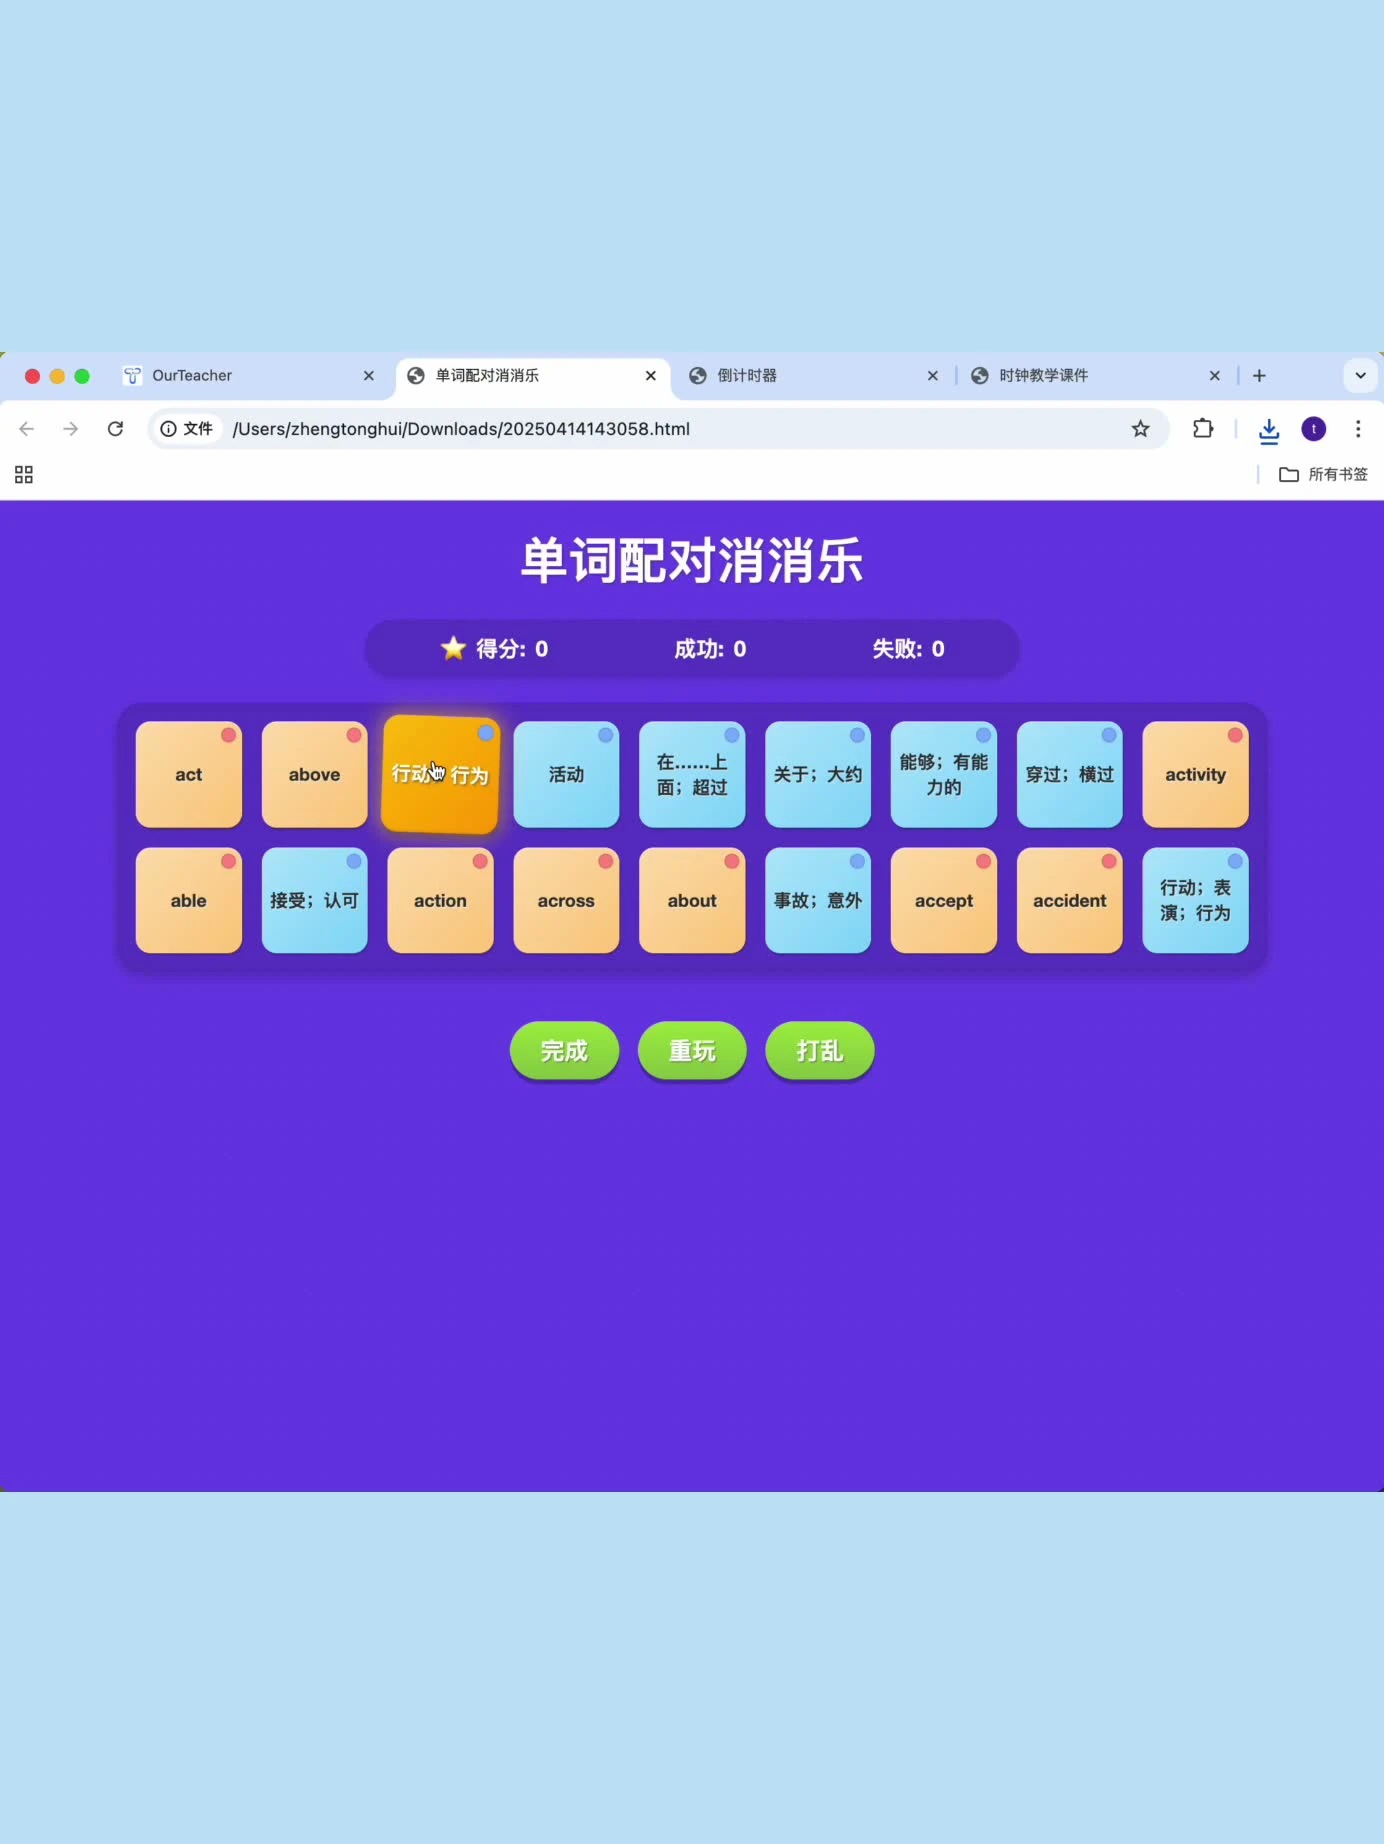 OurTeacher
单词配对消消乐
倒计时器
时钟教学课件
文件 /Users/zhengtonghui/Downloads/20250414143058.html
t
所有书签
单词配对消消乐
得分: 0 成功: 0 失败: 0
act
above
行动 行为
活动
在……上
面；超过
关于；大约
能够；有能
力的
穿过；横过
activity
able
接受；认可
action
across
about
事故；意外
accept
accident
行动；表
演；行为
完成
重玩
打乱